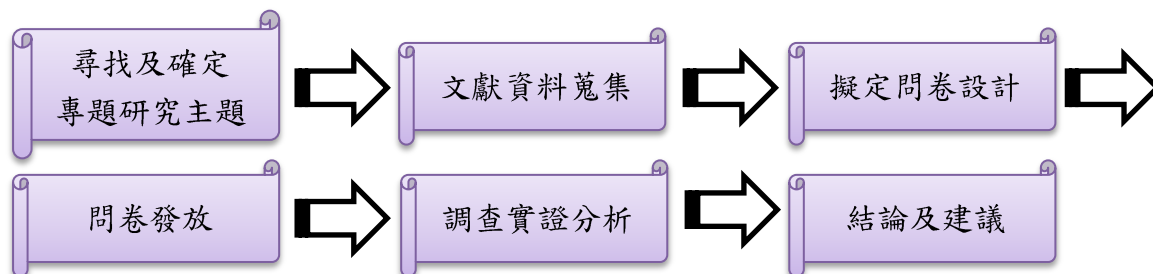 尋找及確定
專題研究主題
文獻資料蒐集
擬定問卷設計
問卷發放
調查實證分析
結論及建議